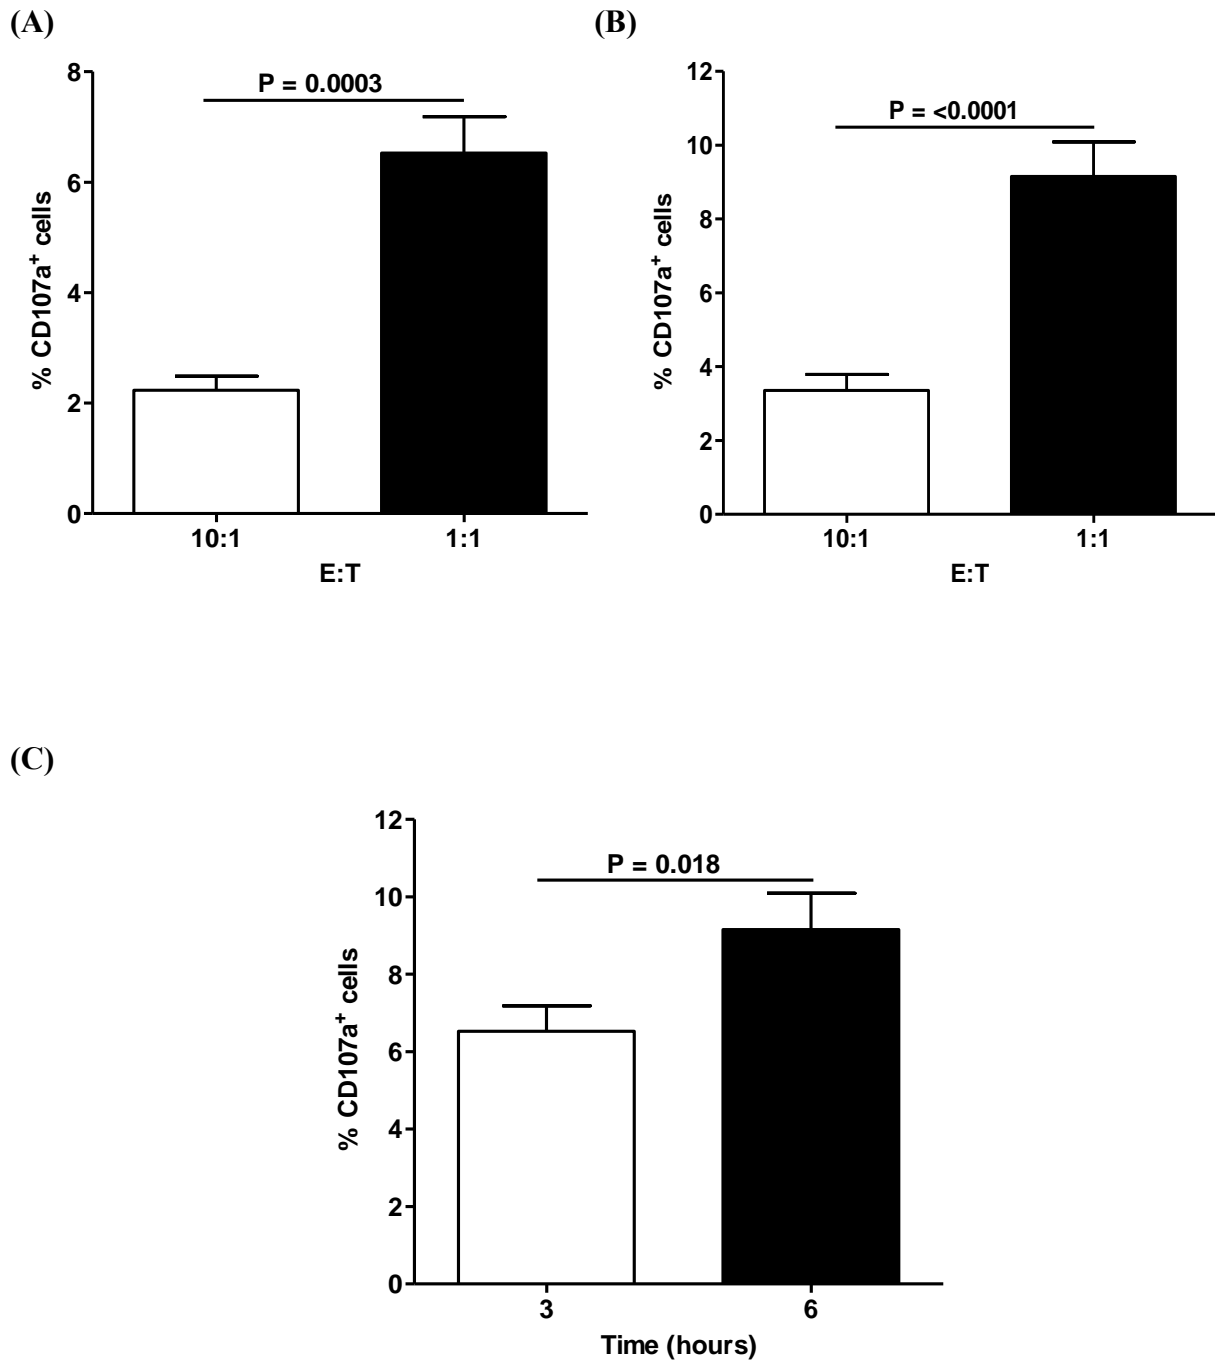 (A)
P = 0.0003
8
6
4
2
0
% CD107a⁺ cells
10:1
1:1
E:T
(B)
P = <0.0001
12
10
8
6
4
2
0
% CD107a⁺ cells
10:1
1:1
E:T
(C)
P = 0.018
12
10
8
6
4
2
0
% CD107a⁺ cells
3
6
Time (hours)